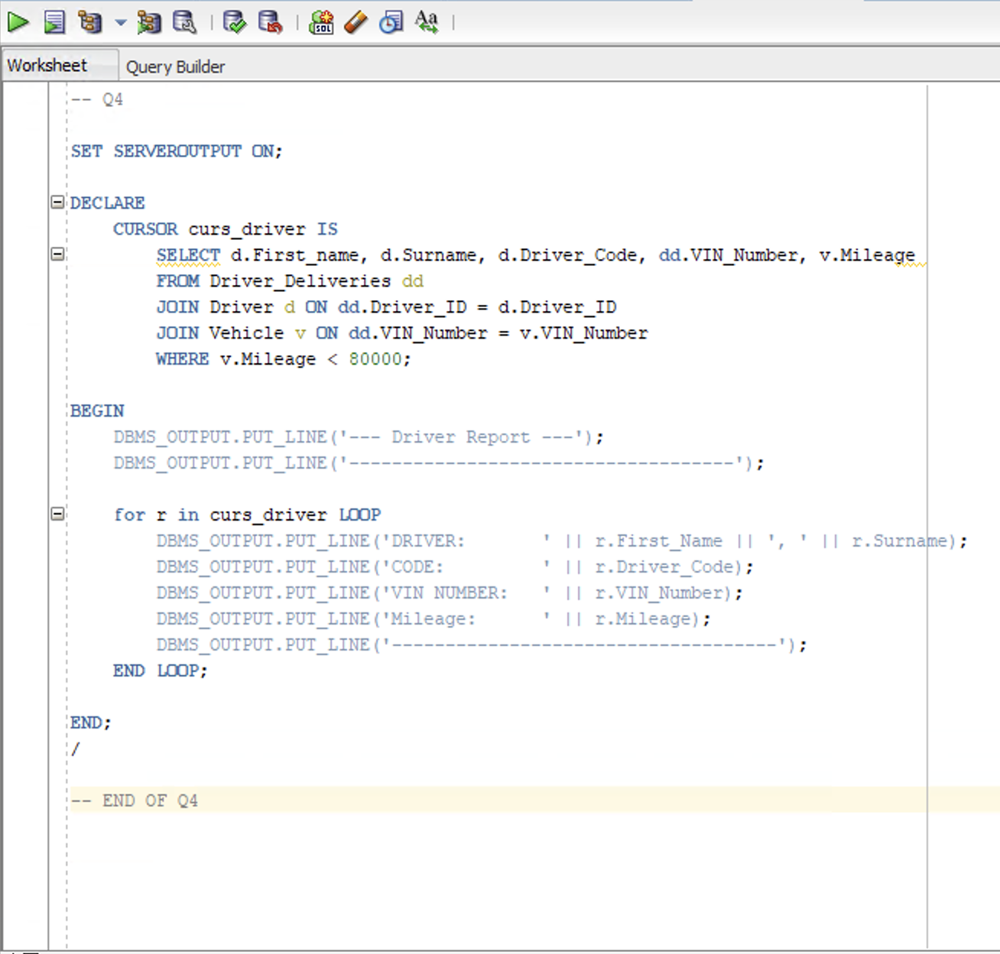 SQL
Aa
Worksheet Query Builder
-- Q4
SET SERVEROUTPUT ON;
DECLARE
CURSOR curs_driver IS
SELECT d.First_name, d.Surname, d.Driver_Code, dd.VIN_Number, v.Mileage
FROM Driver_Deliveries dd
JOIN Driver d ON dd.Driver_ID = d.Driver_ID
JOIN Vehicle v ON dd.VIN_Number = v.VIN_Number
WHERE v.Mileage < 80000;
BEGIN
DBMS_OUTPUT.PUT_LINE('--- Driver Report ---');
DBMS_OUTPUT.PUT_LINE('------------------------------------');
for r in curs_driver LOOP
DBMS_OUTPUT.PUT_LINE('DRIVER:       ' || r.First_Name || ', ' || r.Surname);
DBMS_OUTPUT.PUT_LINE('CODE:         ' || r.Driver_Code);
DBMS_OUTPUT.PUT_LINE('VIN NUMBER:   ' || r.VIN_Number);
DBMS_OUTPUT.PUT_LINE('Mileage:      ' || r.Mileage);
DBMS_OUTPUT.PUT_LINE('------------------------------------');
END LOOP;
END;
/
-- END OF Q4